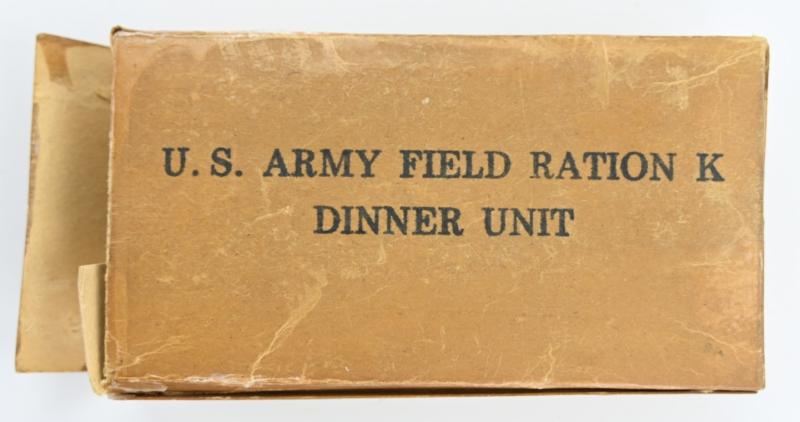 U. S. ARMY FIELD RATION K
DINNER UNIT